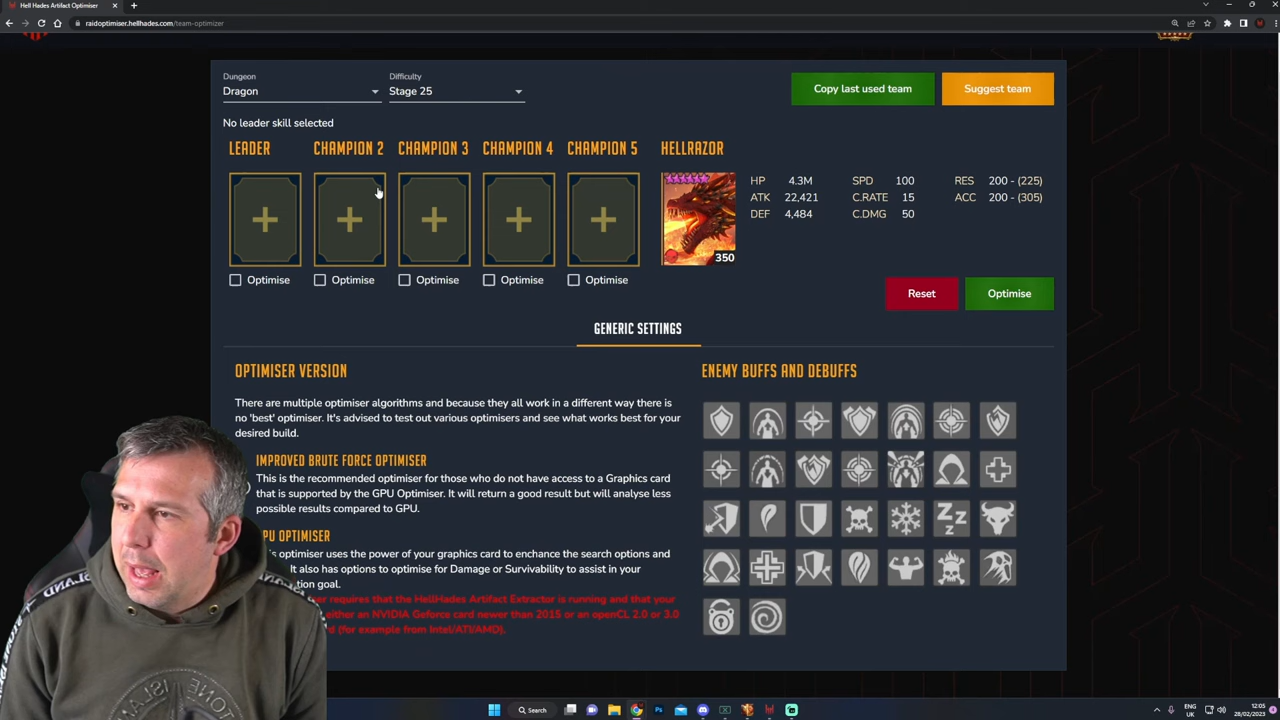 Hell Hades Artifact Optimiser
raidoptimiser.hellhades.com/team-optimizer
Dungeon
Difficulty
Dragon
Stage 25
Copy last used team
Suggest team
No leader skill selected
LEADER
CHAMPION 2
CHAMPION 3
CHAMPION 4
CHAMPION 5
HELLRAZOR
HP 4.3M SPD 100 RES 200 - (225)
ATK 22,421 C.RATE 15 ACC 200 - (305)
DEF 4,484 C.DMG 50
350
Optimise
Optimise
Optimise
Optimise
Optimise
Reset
Optimise
GENERIC SETTINGS
OPTIMISER VERSION
There are multiple optimiser algorithms and because they all work in a different way there is
no 'best' optimiser. It's advised to test out various optimisers and see what works best for your
desired build.
IMPROVED BRUTE FORCE OPTIMISER
This is the recommended optimiser for those who do not have access to a Graphics card
that is supported by the GPU Optimiser. It will return a good result but will analyse less
possible results compared to GPU.
OPTIMISER
optimiser uses the power of your graphics card to enchance the search options and
It also has options to optimise for Damage or Survivability to assist in your
goal.
requires that the HellHades Artifact Extractor is running and that your
either an NVIDIA Geforce card newer than 2015 or an openCL 2.0 or 3.0
(for example from Intel/ATI/AMD).
ENEMY BUFFS AND DEBUFFS
Search
ENG
UK
12:05
28/02/2023